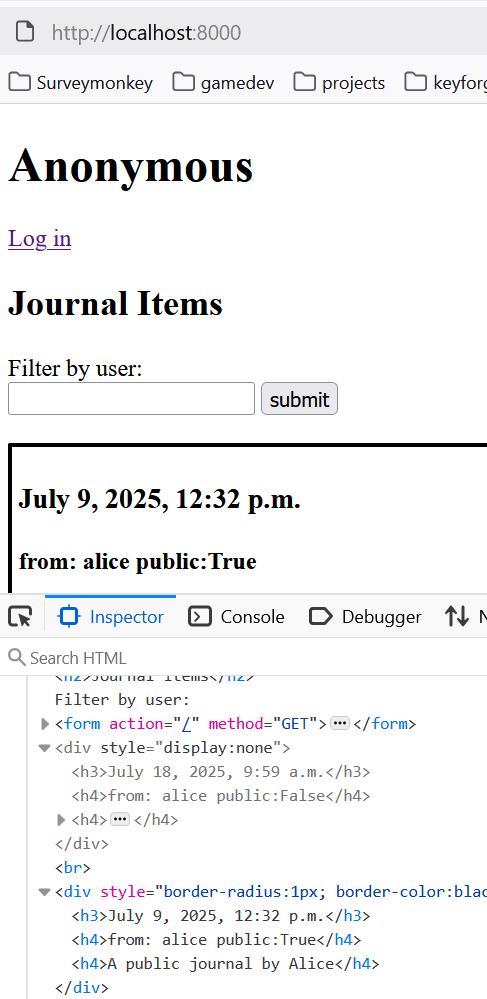 http://localhost:8000
Surveymonkey gamedev projects keyforg
Anonymous
Log in
Journal Items
Filter by user:
submit
July 9, 2025, 12:32 p.m.
from: alice public:True
Inspector Console Debugger N
Search HTML
<h2>Journal Items</h2>
Filter by user:
<form action="/" method="GET">…</form>
<div style="display:none">
<h3>July 18, 2025, 9:59 a.m.</h3>
<h4>from: alice public:False</h4>
<h4>…</h4>
</div>
<br>
<div style="border-radius:1px; border-color:blac
<h3>July 9, 2025, 12:32 p.m.</h3>
<h4>from: alice public:True</h4>
<h4>A public journal by Alice</h4>
</div>